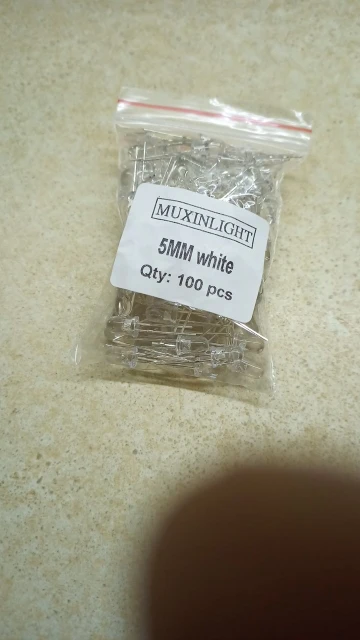 MUXINLIGHT
5MM white
Qty: 100 pcs